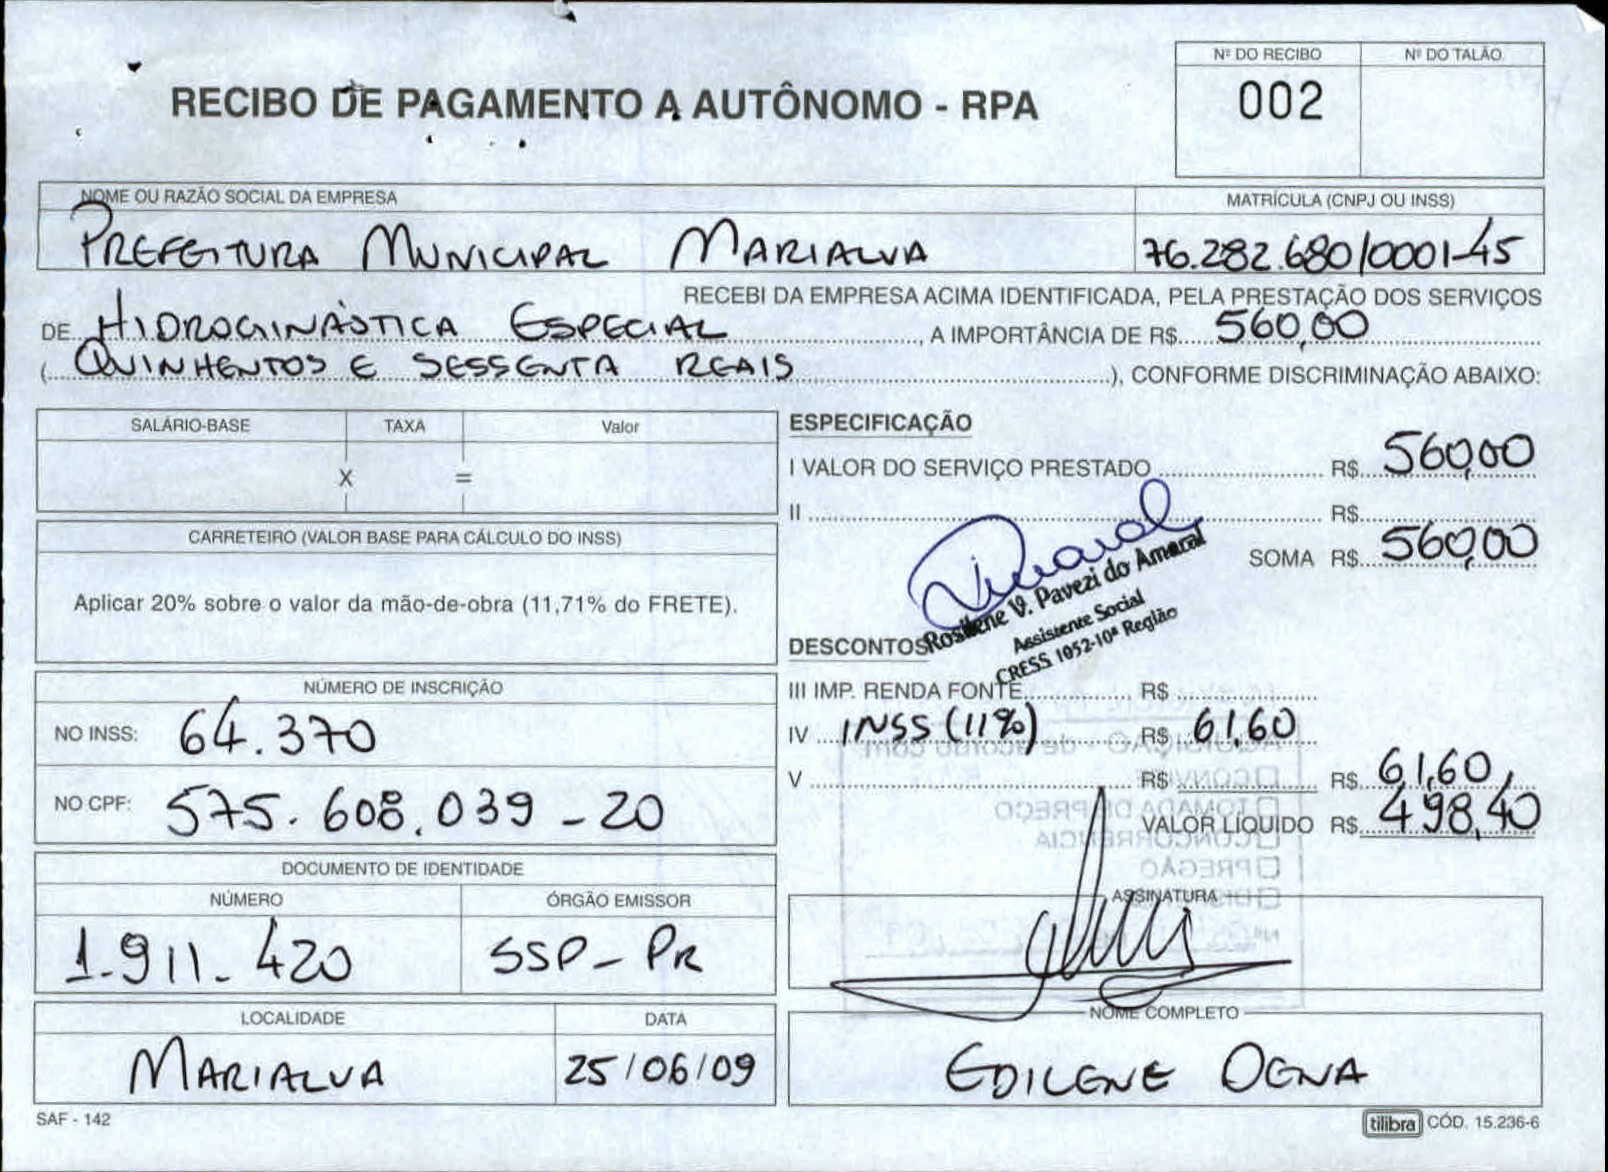 Nº DO RECIBO Nº DO TALÃO
002
RECIBO DE PAGAMENTO A AUTÔNOMO - RPA
NOME OU RAZÃO SOCIAL DA EMPRESA MATRÍCULA (CNPJ OU INSS)
PREFEITURA MUNICIPAL MARIALVA 76.282.680/0001-45
RECEBI DA EMPRESA ACIMA IDENTIFICADA, PELA PRESTAÇÃO DOS SERVIÇOS
DE HIDROGINÁSTICA ESPECIAL, A IMPORTÂNCIA DE R$ 560,00
(QUINHENTOS E SESSENTA REAIS), CONFORME DISCRIMINAÇÃO ABAIXO:
SALÁRIO-BASE TAXA Valor
X =
CARRETEIRO (VALOR BASE PARA CÁLCULO DO INSS)
Aplicar 20% sobre o valor da mão-de-obra (11,71% do FRETE).
NÚMERO DE INSCRIÇÃO
NO INSS: 64.370
NO CPF: 575.608.039-20
DOCUMENTO DE IDENTIDADE
NÚMERO ÓRGÃO EMISSOR
1.911.420 SSP-PR
LOCALIDADE DATA
MARIALVA 25/06/09
SAF - 142
ESPECIFICAÇÃO
I VALOR DO SERVIÇO PRESTADO R$ 560,00
II R$
SOMA R$ 560,00
Rosilene V. Pavezi do Amaral
Assistente Social
CRESS 1052-10ª Região
DESCONTOS
III IMP. RENDA FONTE R$
IV INSS (11%) R$ 61,60
V R$ R$ 61,60
VALOR LÍQUIDO R$ 498,40
ASSINATURA
NOME COMPLETO
EDILENE OGNA
tilibra CÓD. 15.236-6